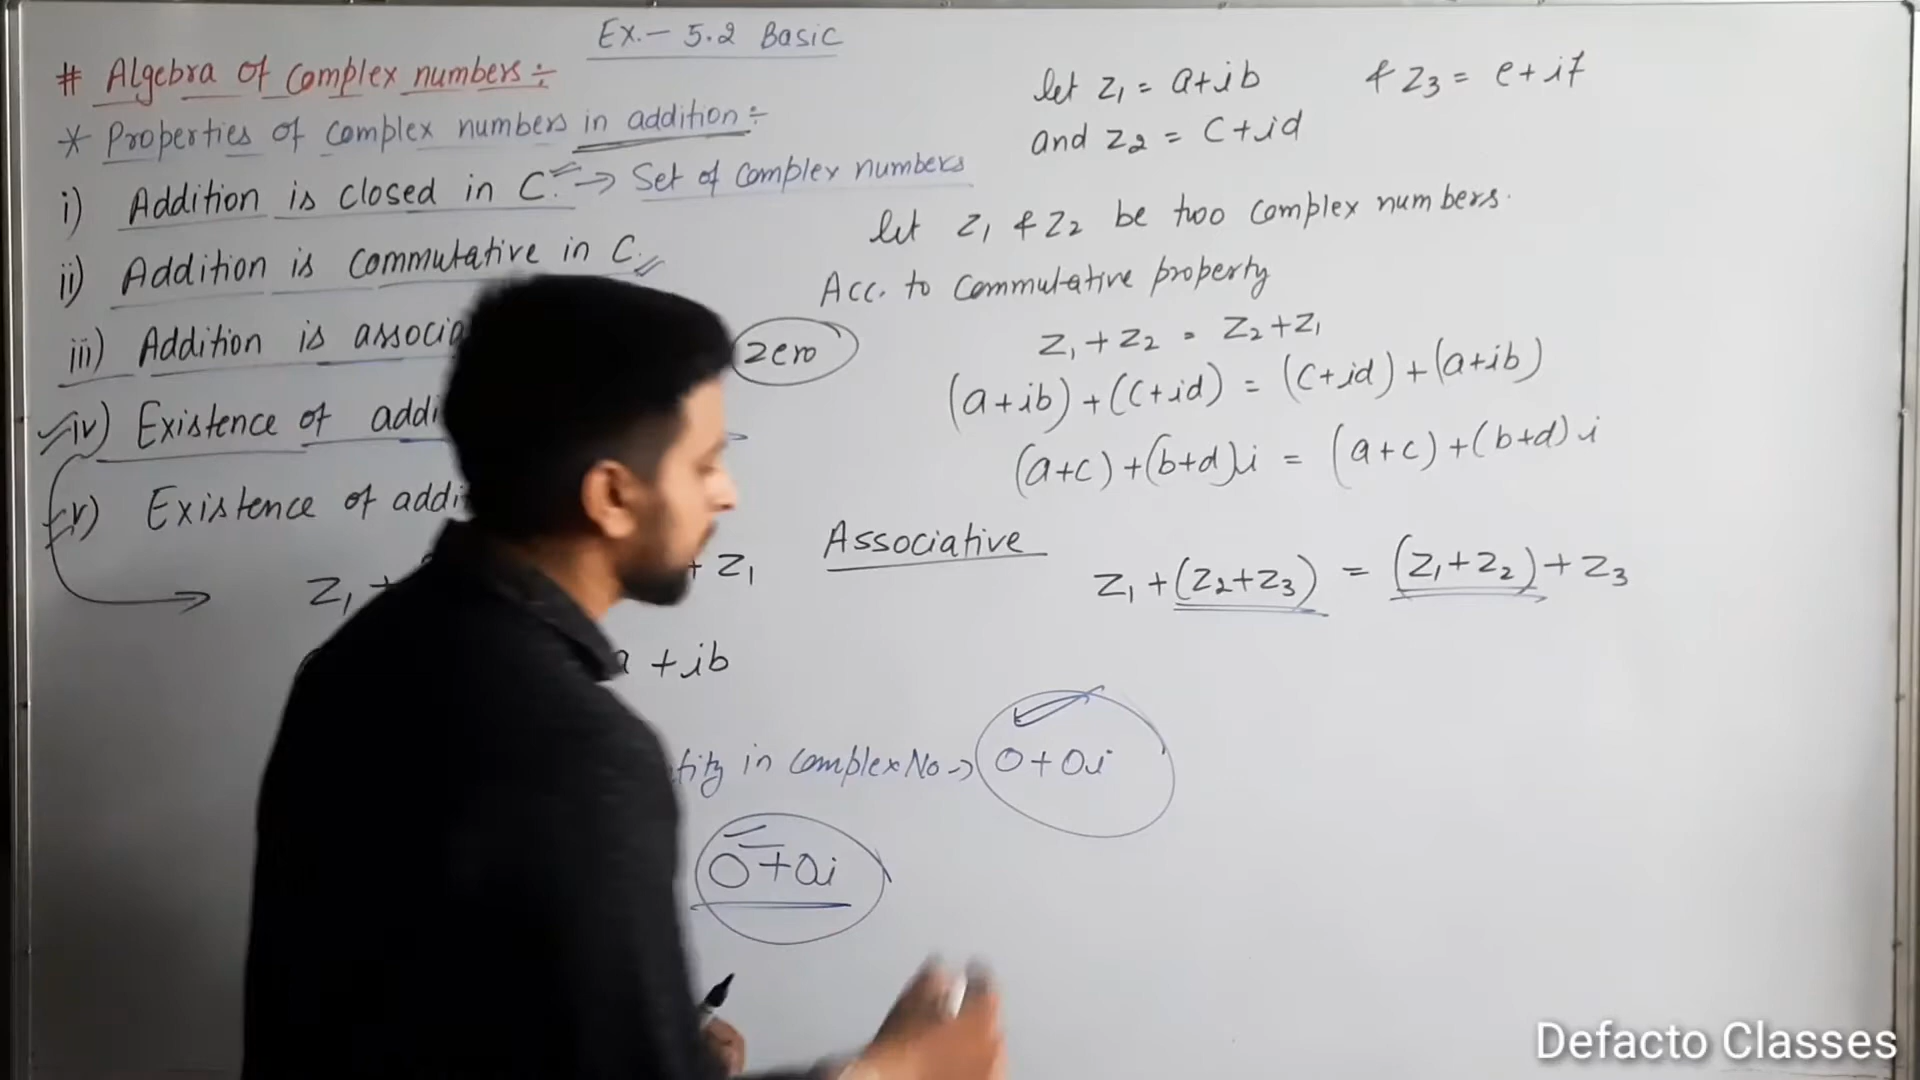 Ex.- 5.2 Basic
# Algebra of complex numbers ÷
* Properties of complex numbers in addition ÷
i) Addition is closed in C. → Set of complex numbers
ii) Addition is commutative in C.
iii) Addition is associa
zero
iv) Existence of addi
v) Existence of addi
z₁ + + z₁
+ib
tity in complex No → 0+0i
0+0i
let z₁ = a+ib & z₃ = e+if
and z₂ = c+id
let z₁ & z₂ be two complex numbers.
Acc. to commutative property
z₁+z₂ = z₂+z₁
(a+ib)+(c+id) = (c+id)+(a+ib)
(a+c)+(b+d)i = (a+c)+(b+d)i
Associative
z₁+(z₂+z₃) = (z₁+z₂)+z₃
Defacto Classes